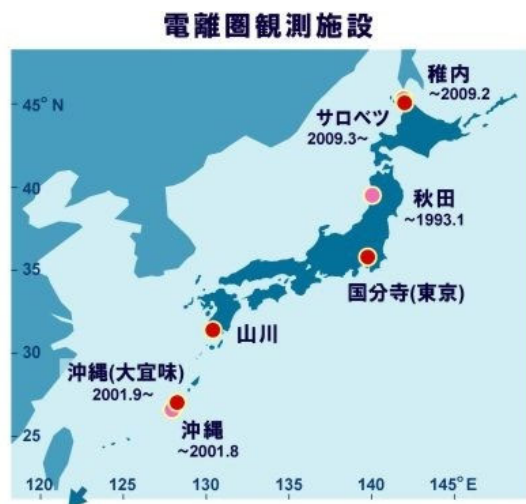 電離圏観測施設
45° N
稚内
~2009.2
サロベツ
2009.3~
40
秋田
~1993.1
35
国分寺(東京)
30
山川
沖縄(大宜味)
2001.9~
沖縄
~2001.8
25
120
125
130
135
140
145° E